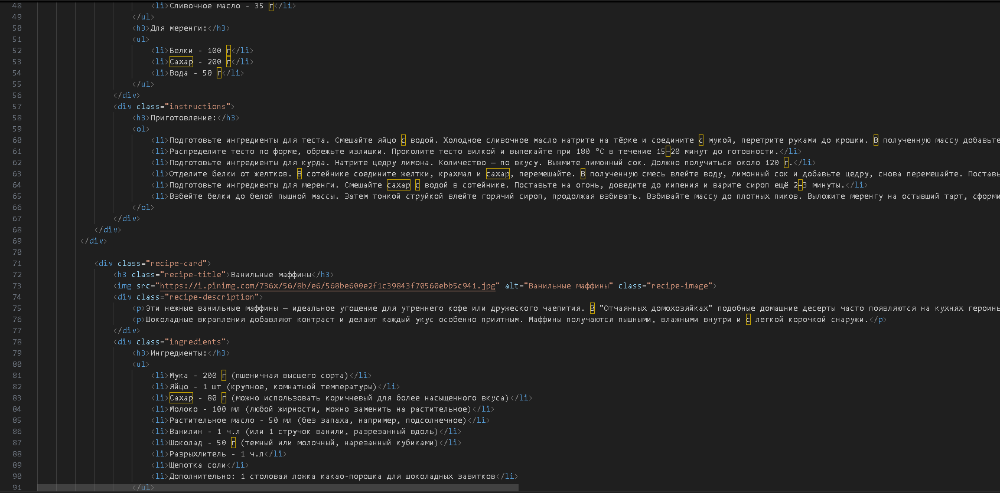 48 <li>Сливочное масло - 35 г</li>
49 </ul>
50 <h3>Для меренги:</h3>
51 <ul>
52 <li>Белки - 100 г</li>
53 <li>Сахар - 200 г</li>
54 <li>Вода - 50 г</li>
55 </ul>
56 </div>
57 <div class="instructions">
58 <h3>Приготовление:</h3>
59 <ol>
60 <li>Подготовьте ингредиенты для теста. Смешайте яйцо с водой. Холодное сливочное масло натрите на тёрке и соедините с мукой, перетрите руками до крошки. В полученную массу добавьте
61 <li>Распределите тесто по форме, обрежьте излишки. Проколите тесто вилкой и выпекайте при 180 °C в течение 15–20 минут до готовности.</li>
62 <li>Подготовьте ингредиенты для курда. Натрите цедру лимона. Количество — по вкусу. Выжмите лимонный сок. Должно получиться около 120 г.</li>
63 <li>Отделите белки от желтков. В сотейнике соедините желтки, крахмал и сахар, перемешайте. В полученную смесь влейте воду, лимонный сок и добавьте цедру, снова перемешайте. Поставь
64 <li>Подготовьте ингредиенты для меренги. Смешайте сахар с водой в сотейнике. Поставьте на огонь, доведите до кипения и варите сироп ещё 2–3 минуты.</li>
65 <li>Взбейте белки до белой пышной массы. Затем тонкой струйкой влейте горячий сироп, продолжая взбивать. Взбивайте массу до плотных пиков. Выложите меренгу на остывший тарт, сформи
66 </ol>
67 </div>
68 </div>
69 </div>
70
71 <div class="recipe-card">
72 <h3 class="recipe-title">Ванильные маффины</h3>
73 <img src="https://i.pinimg.com/736x/56/8b/e6/568be600e2f1c39843f70560ebb5c941.jpg" alt="Ванильные маффины" class="recipe-image">
74 <div class="recipe-description">
75 <p>Эти нежные ванильные маффины — идеальное угощение для утреннего кофе или дружеского чаепития. В "Отчаянных домохозяйках" подобные домашние десерты часто появляются на кухнях героинь
76 <p>Шоколадные вкрапления добавляют контраст и делают каждый укус особенно приятным. Маффины получаются пышными, влажными внутри и с легкой корочкой снаружи.</p>
77 </div>
78 <div class="ingredients">
79 <h3>Ингредиенты:</h3>
80 <ul>
81 <li>Мука - 200 г (пшеничная высшего сорта)</li>
82 <li>Яйцо - 1 шт (крупное, комнатной температуры)</li>
83 <li>Сахар - 80 г (можно использовать коричневый для более насыщенного вкуса)</li>
84 <li>Молоко - 100 мл (любой жирности, можно заменить на растительное)</li>
85 <li>Растительное масло - 50 мл (без запаха, например, подсолнечное)</li>
86 <li>Ванилин - 1 ч.л (или 1 стручок ванили, разрезанный вдоль)</li>
87 <li>Шоколад - 50 г (темный или молочный, нарезанный кубиками)</li>
88 <li>Разрыхлитель - 1 ч.л</li>
89 <li>Щепотка соли</li>
90 <li>Дополнительно: 1 столовая ложка какао-порошка для шоколадных завитков</li>
91 </ul>